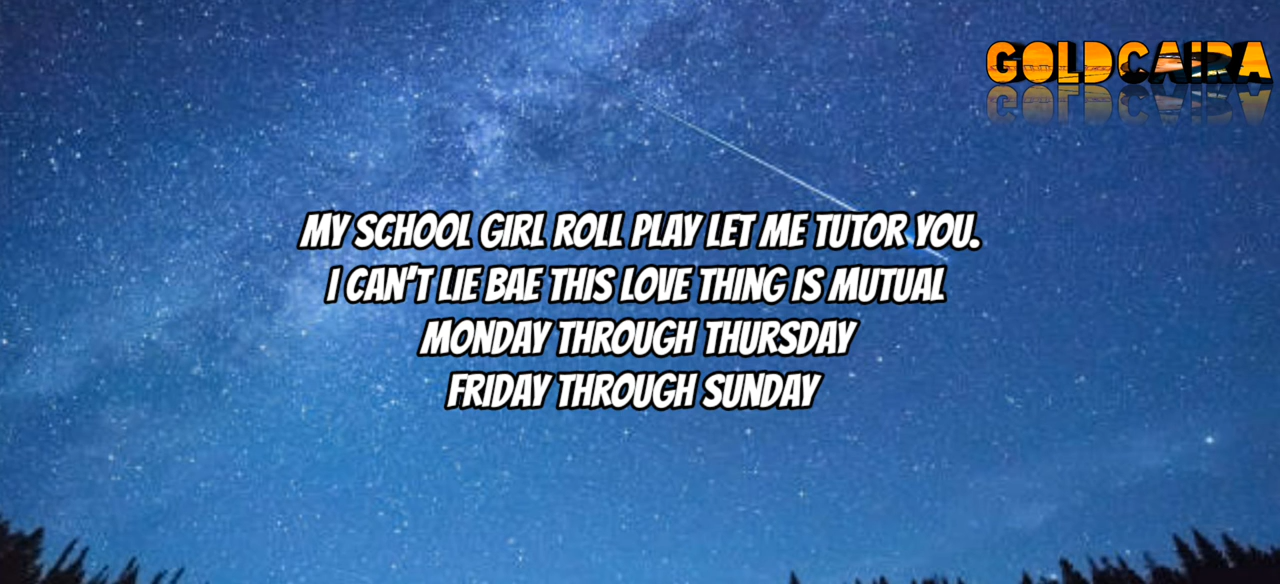 GOLDCAIRA
MY SCHOOL GIRL ROLL PLAY LET ME TUTOR YOU.
I CAN'T LIE BAE THIS LOVE THING IS MUTUAL
MONDAY THROUGH THURSDAY
FRIDAY THROUGH SUNDAY